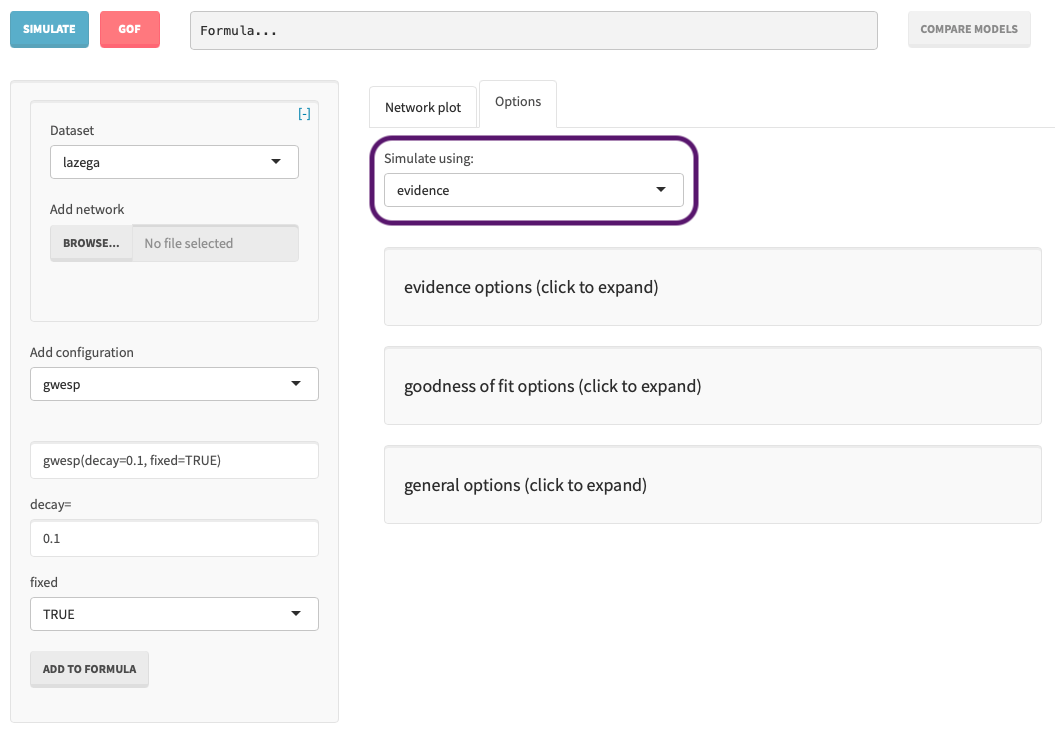 SIMULATE
GOF
Formula...
COMPARE MODELS
[-]
Dataset
lazega
Add network
BROWSE...
No file selected
Add configuration
gwesp
gwesp(decay=0.1, fixed=TRUE)
decay=
0.1
fixed
TRUE
ADD TO FORMULA
Network plot
Options
Simulate using:
evidence
evidence options (click to expand)
goodness of fit options (click to expand)
general options (click to expand)